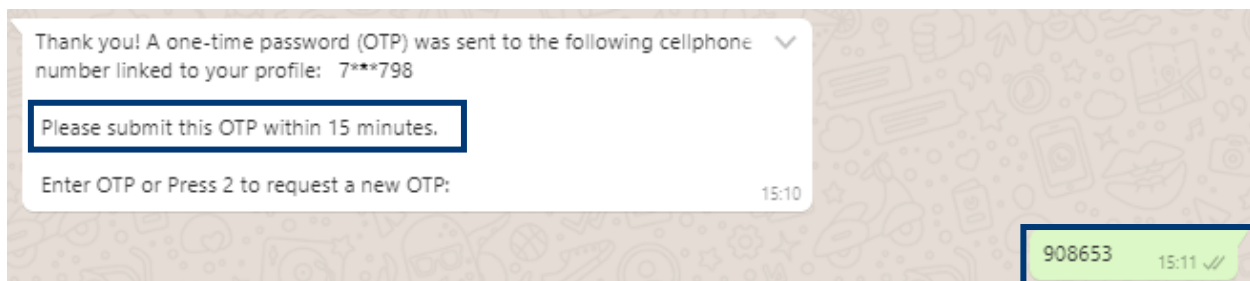 Thank you! A one-time password (OTP) was sent to the following cellphone
number linked to your profile: 7***798
Please submit this OTP within 15 minutes.
Enter OTP or Press 2 to request a new OTP:
15:10
908653
15:11